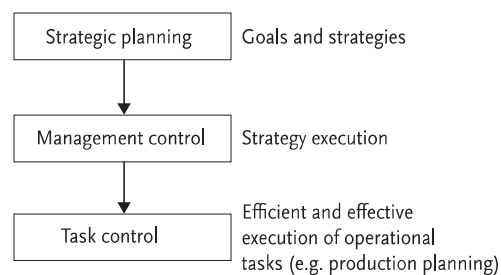 Strategic planning
Goals and strategies
Management control
Strategy execution
Task control
Efficient and effective
execution of operational
tasks (e.g. production planning)